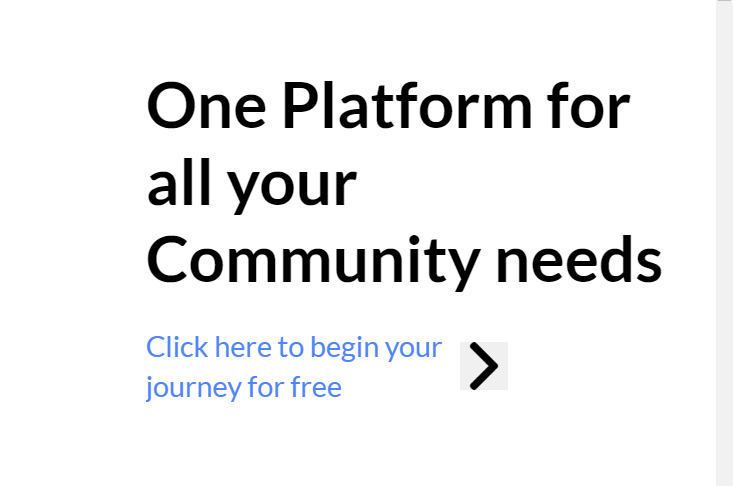 One Platform for
all your
Community needs
Click here to begin your
journey for free